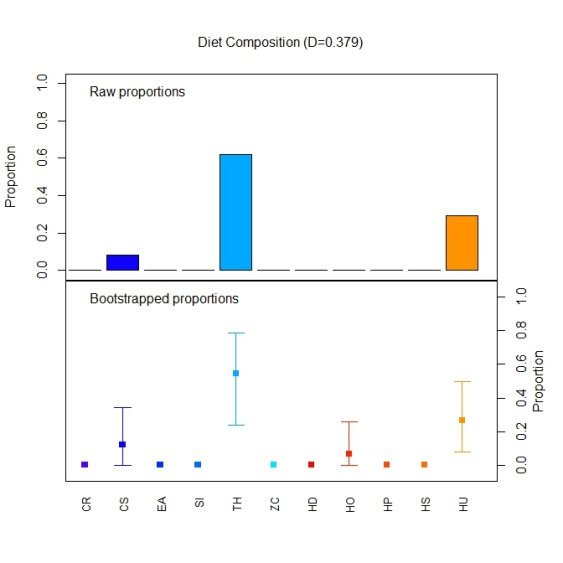 Diet Composition (D=0.379)
Raw proportions
Proportion
0.0 0.2 0.4 0.6 0.8 1.0
Bootstrapped proportions
Proportion
0.0 0.2 0.4 0.6 0.8 1.0
CR CS EA SI TH ZC HD HO HP HS HU